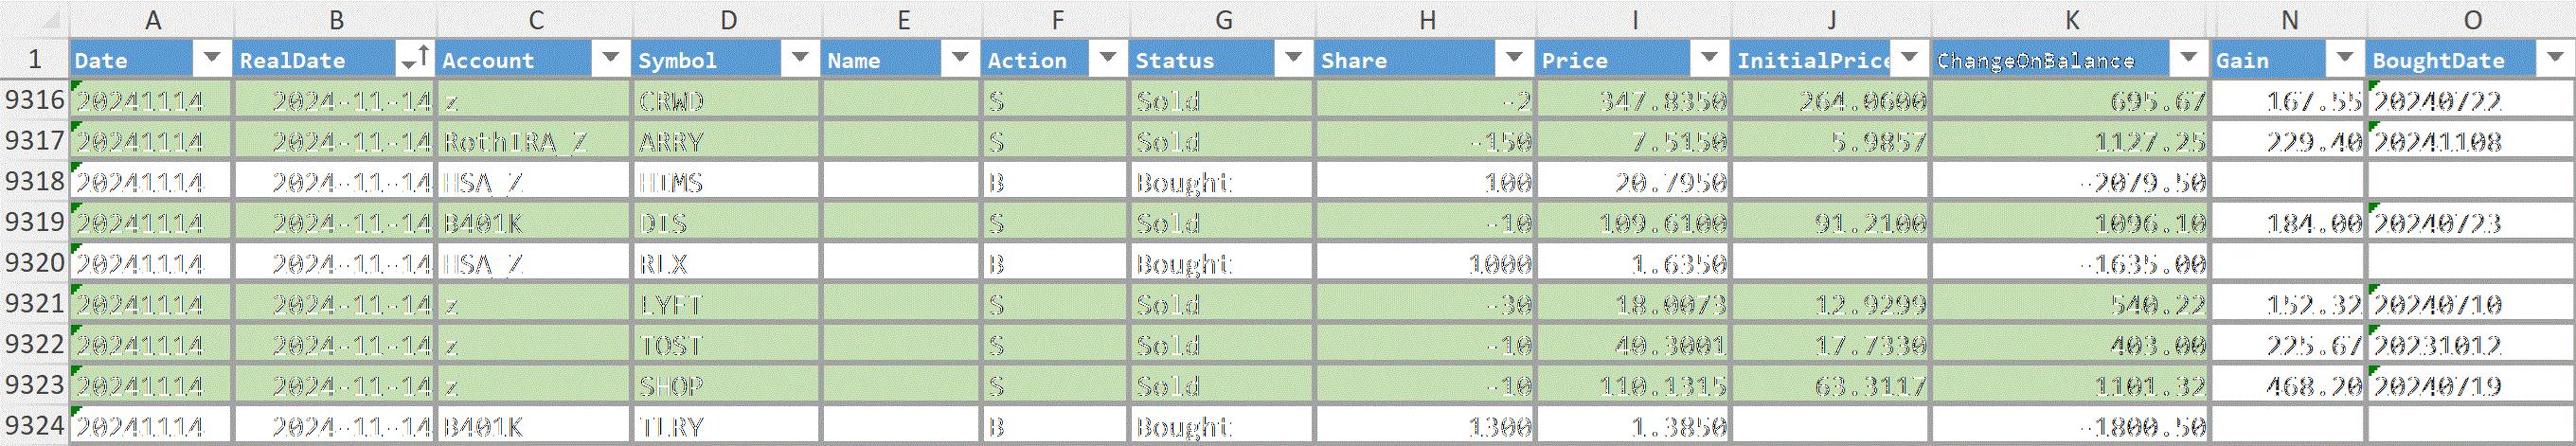 A B C D E F G H I J K N O
1 Date RealDate Account Symbol Name Action Status Share Price InitialPrice ChangeOnBalance Gain BoughtDate
9316 20241114 2024-11-14 z CRWD S Sold -2 347.8350 264.0600 695.67 167.55 20240722
9317 20241114 2024-11-14 RothIRA_Z ARRY S Sold -150 7.5150 5.9857 1127.25 229.40 20241108
9318 20241114 2024-11-14 HSA_Z HIMS B Bought 100 20.7950 -2079.50
9319 20241114 2024-11-14 B401K DIS S Sold -10 109.6100 91.2100 1096.10 184.00 20240723
9320 20241114 2024-11-14 HSA_Z RLX B Bought 1000 1.6350 -1635.00
9321 20241114 2024-11-14 z LYFT S Sold -30 18.0073 12.9299 540.22 152.32 20240710
9322 20241114 2024-11-14 z TOST S Sold -10 40.3001 17.7330 403.00 225.67 20231012
9323 20241114 2024-11-14 z SHOP S Sold -10 110.1315 63.3117 1101.32 468.20 20240719
9324 20241114 2024-11-14 B401K TLRY B Bought 1300 1.3850 -1800.50